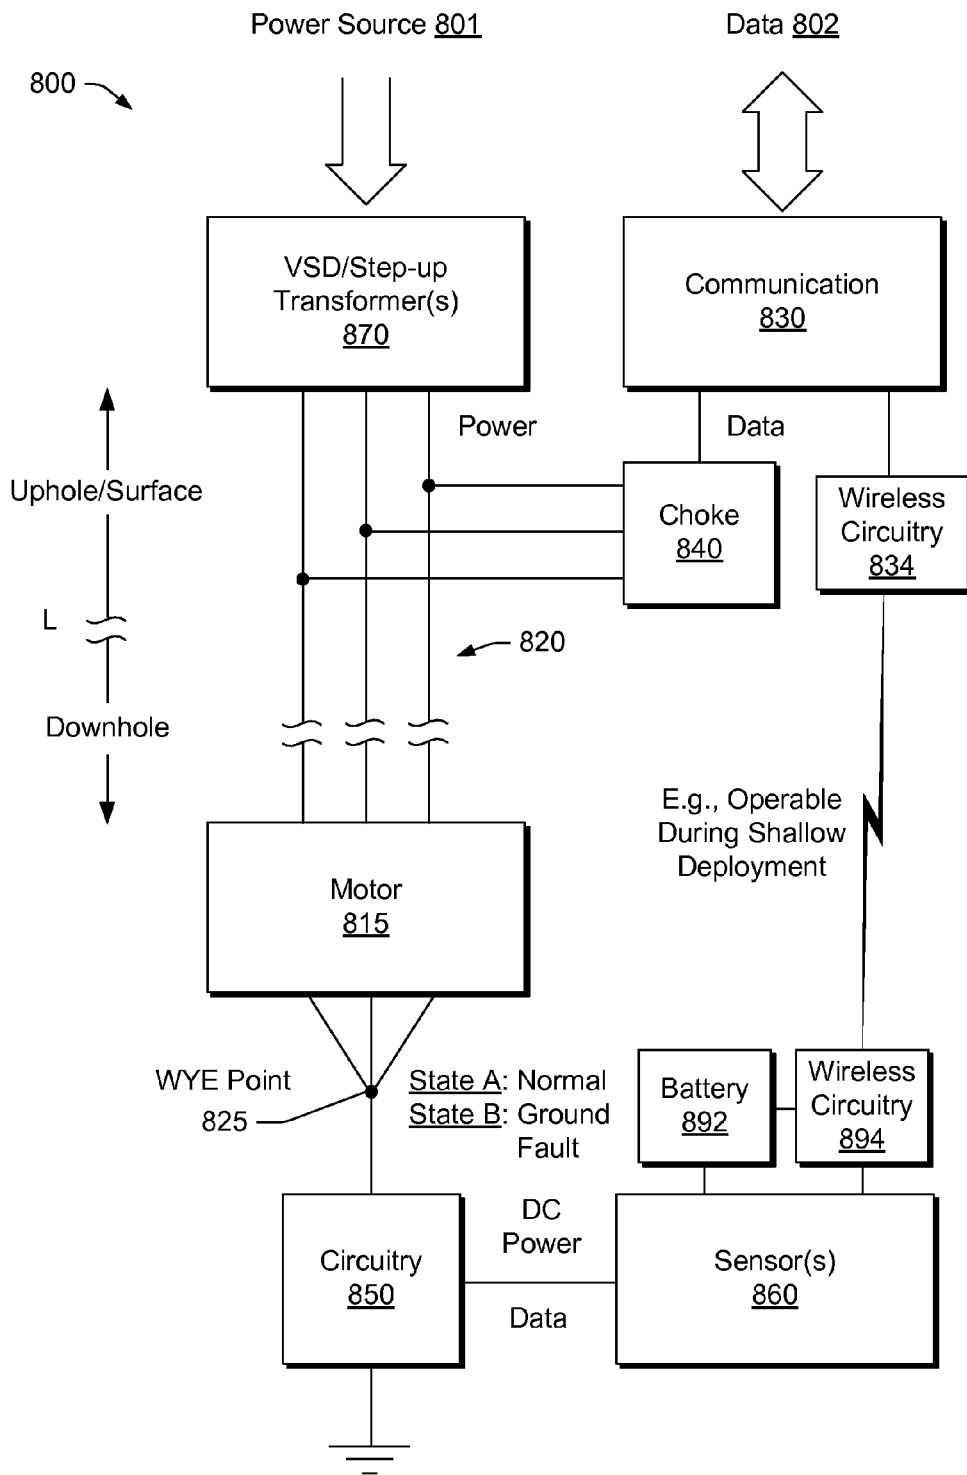 Power Source 801
Data 802
800
VSD/Step-up
Transformer(s)
870
Communication
830
Power
Data
Uphole/Surface
Choke
840
Wireless
Circuitry
834
L
820
Downhole
E.g., Operable
During Shallow
Deployment
Motor
815
WYE Point
825
State A: Normal
State B: Ground
Fault
Battery
892
Wireless
Circuitry
894
DC
Power
Data
Circuitry
850
Sensor(s)
860